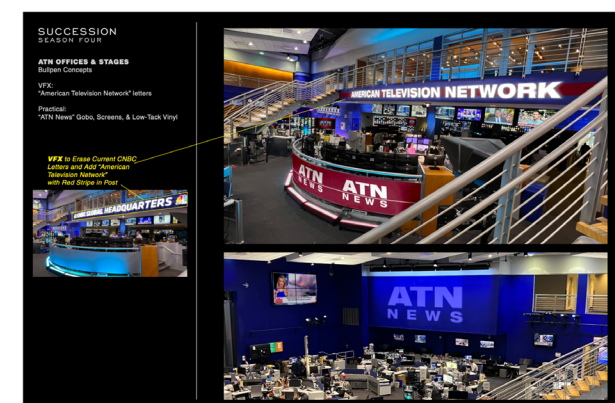 SUCCESSION
SEASON FOUR
ATN OFFICES & STAGES
Bullpen Concepts
VFX:
"American Television Network" letters
Practical:
"ATN News" Gobo, Screens, & Low-Tack Vinyl
VFX to Erase Current CNBC
Letters and Add "American
Television Network"
with Red Stripe in Post
GLOBAL HEADQUARTERS
AMERICAN TELEVISION NETWORK
ATN
NEWS
ATN
NEWS
ATN
NEWS